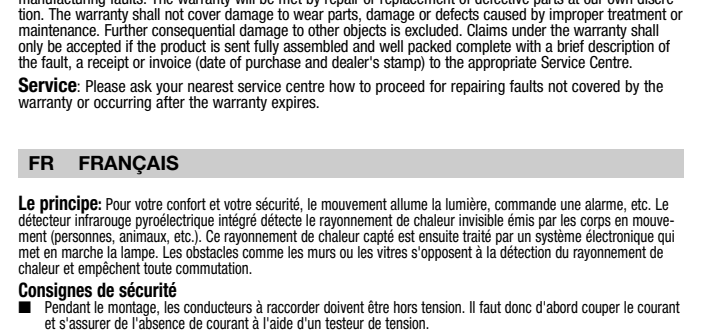 manufacturing faults. The warranty will be met by repair or replacement of defective parts at our own discre-
tion. The warranty shall not cover damage to wear parts, damage or defects caused by improper treatment or
maintenance. Further consequential damage to other objects is excluded. Claims under the warranty shall
only be accepted if the product is sent fully assembled and well packed complete with a brief description of
the fault, a receipt or invoice (date of purchase and dealer's stamp) to the appropriate Service Centre.
Service: Please ask your nearest service centre how to proceed for repairing faults not covered by the
warranty or occurring after the warranty expires.
FR FRANÇAIS
Le principe: Pour votre confort et votre sécurité, le mouvement allume la lumière, commande une alarme, etc. Le
détecteur infrarouge pyroélectrique intégré détecte le rayonnement de chaleur invisible émis par les corps en mouve-
ment (personnes, animaux, etc.). Ce rayonnement de chaleur capté est ensuite traité par un système électronique qui
met en marche la lampe. Les obstacles comme les murs ou les vitres s'opposent à la détection du rayonnement de
chaleur et empêchent toute commutation.
Consignes de sécurité
■ Pendant le montage, les conducteurs à raccorder doivent être hors tension. Il faut donc d'abord couper le courant
et s'assurer de l'absence de courant à l'aide d'un testeur de tension.